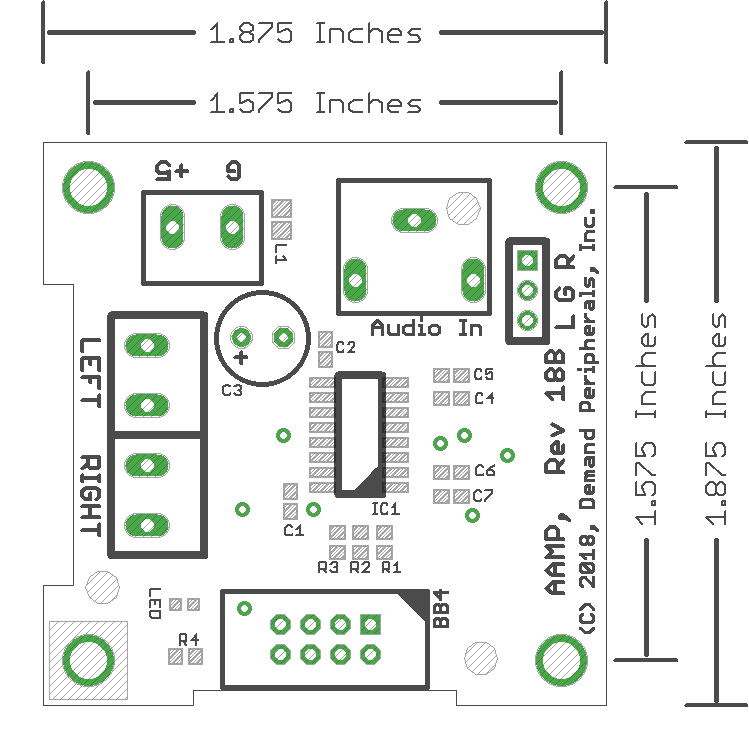 1.875 Inches
1.575 Inches
+5
G
L1
Audio In
L G R
C2
+
C3
LEFT
RIGHT
C5
C4
C6
C7
IC1
C1
R3 R2 R1
LED
R4
BB4
AAMP, Rev 18B
(C) 2018, Demand Peripherals, Inc.
1.575 Inches
1.875 Inches